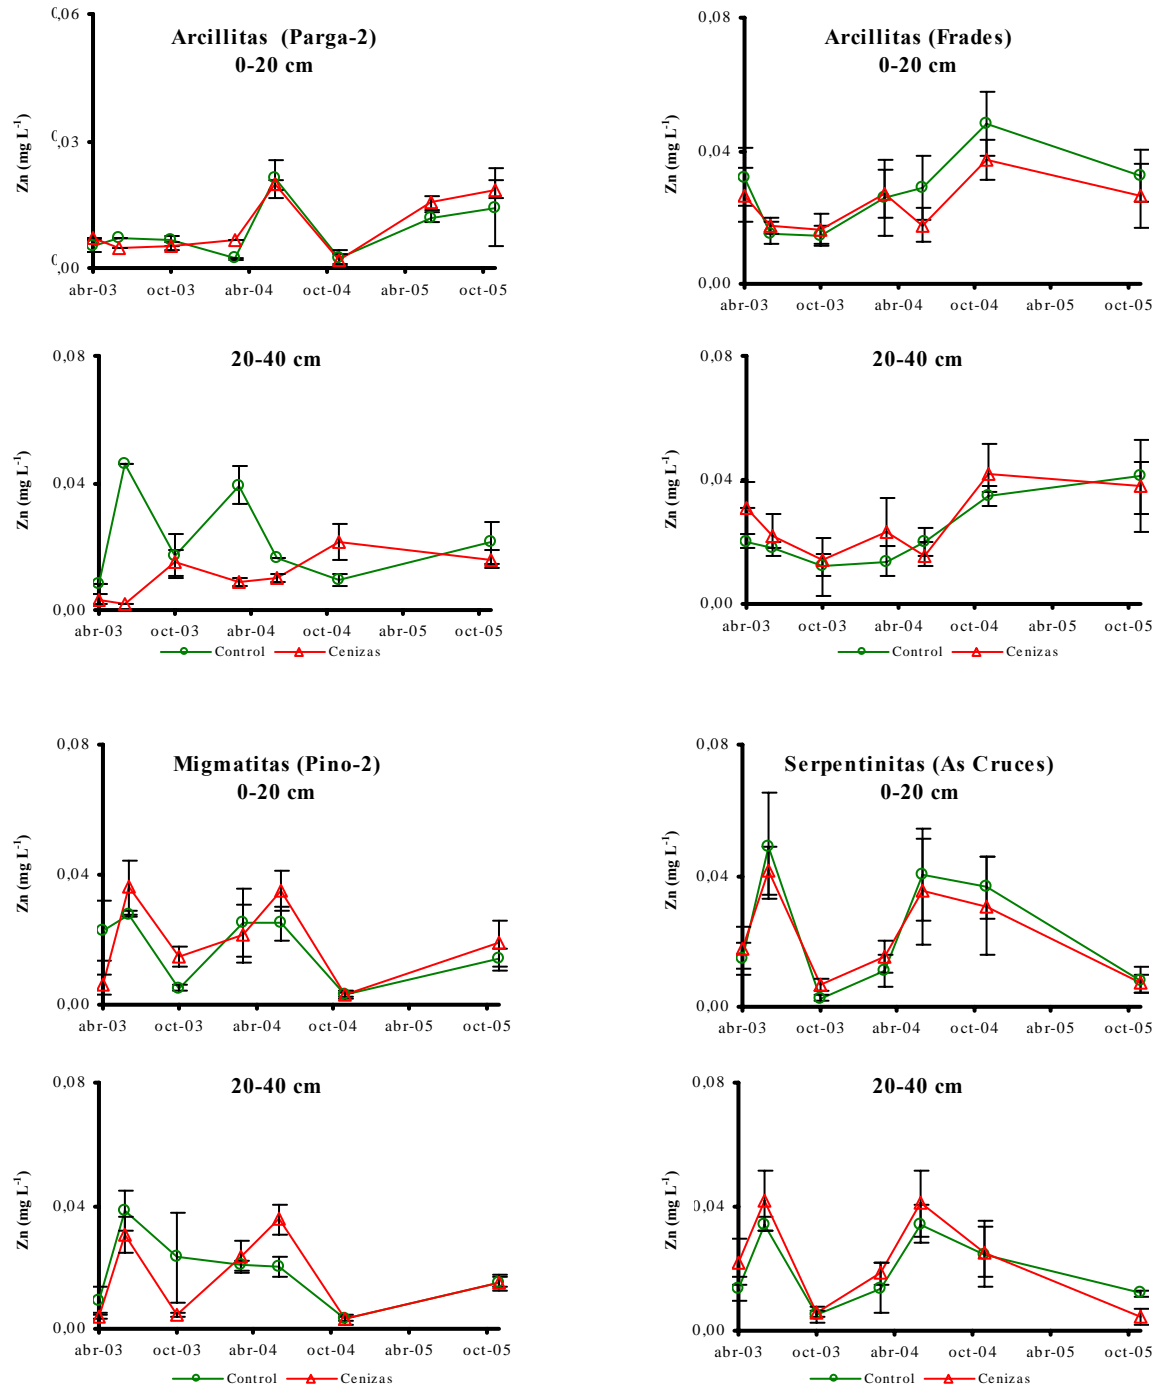 0,06
Arcillitas (Parga-2)
0-20 cm
Zn (mg L-1)
0,03
0,00
abr-03 oct-03 abr-04 oct-04 abr-05 oct-05
0,08
Arcillitas (Frades)
0-20 cm
Zn (mg L-1)
0,04
0,00
abr-03 oct-03 abr-04 oct-04 abr-05 oct-05
0,08
20-40 cm
Zn (mg L-1)
0,04
0,00
abr-03 oct-03 abr-04 oct-04 abr-05 oct-05
Control Cenizas
0,08
20-40 cm
Zn (mg L-1)
0,04
0,00
abr-03 oct-03 abr-04 oct-04 abr-05 oct-05
Control Cenizas
0,08
Migmatitas (Pino-2)
0-20 cm
Zn (mg L-1)
0,04
0,00
abr-03 oct-03 abr-04 oct-04 abr-05 oct-05
0,08
Serpentinitas (As Cruces)
0-20 cm
Zn (mg L-1)
0,04
0,00
abr-03 oct-03 abr-04 oct-04 abr-05 oct-05
0,08
20-40 cm
Zn (mg L-1)
0,04
0,00
abr-03 oct-03 abr-04 oct-04 abr-05 oct-05
Control Cenizas
0,08
20-40 cm
Zn (mg L-1)
0,04
0,00
abr-03 oct-03 abr-04 oct-04 abr-05 oct-05
Control Cenizas